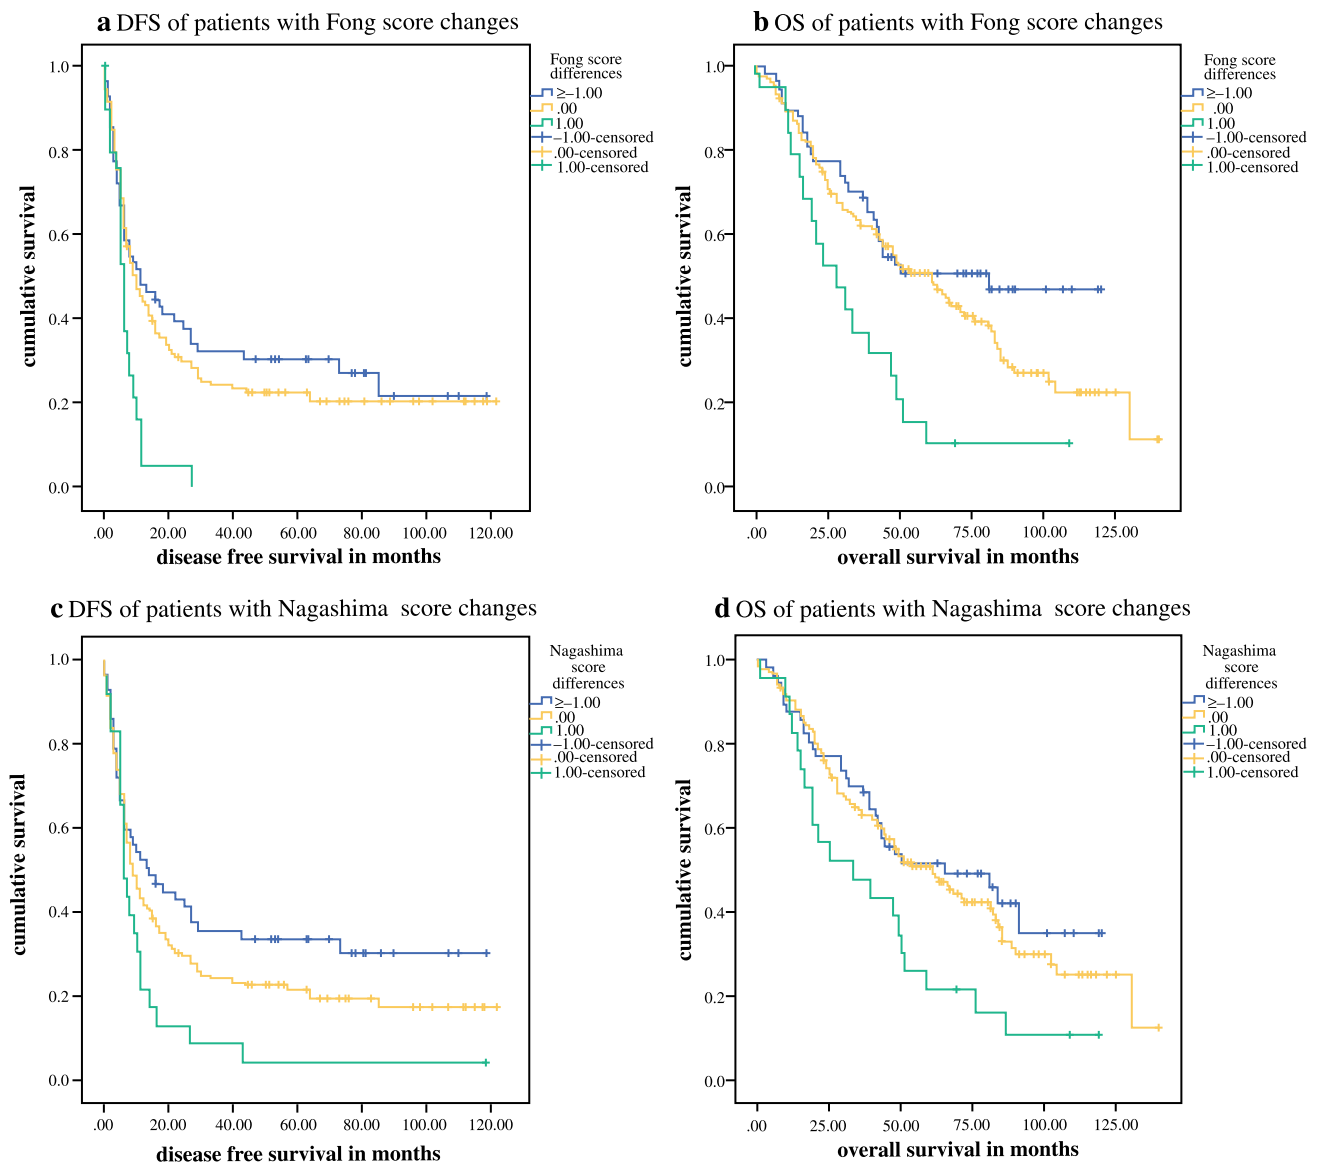 a DFS of patients with Fong score changes
1.0
0.8
0.6
0.4
0.2
0.0
cumulative survival
.00 20.00 40.00 60.00 80.00 100.00 120.00
disease free survival in months
Fong score
differences
≥–1.00
.00
1.00
–1.00-censored
.00-censored
1.00-censored
b OS of patients with Fong score changes
1.0
0.8
0.6
0.4
0.2
0.0
cumulative survival
.00 25.00 50.00 75.00 100.00 125.00
overall survival in months
Fong score
differences
≥–1.00
.00
1.00
–1.00-censored
.00-censored
1.00-censored
c DFS of patients with Nagashima score changes
1.0
0.8
0.6
0.4
0.2
0.0
cumulative survival
.00 20.00 40.00 60.00 80.00 100.00 120.00
disease free survival in months
Nagashima
score
differences
≥–1.00
.00
1.00
–1.00-censored
.00-censored
1.00-censored
d OS of patients with Nagashima score changes
1.0
0.8
0.6
0.4
0.2
0.0
cumulative survival
.00 25.00 50.00 75.00 100.00 125.00
overall survival in months
Nagashima
score
differences
≥–1.00
.00
1.00
–1.00-censored
.00-censored
1.00-censored